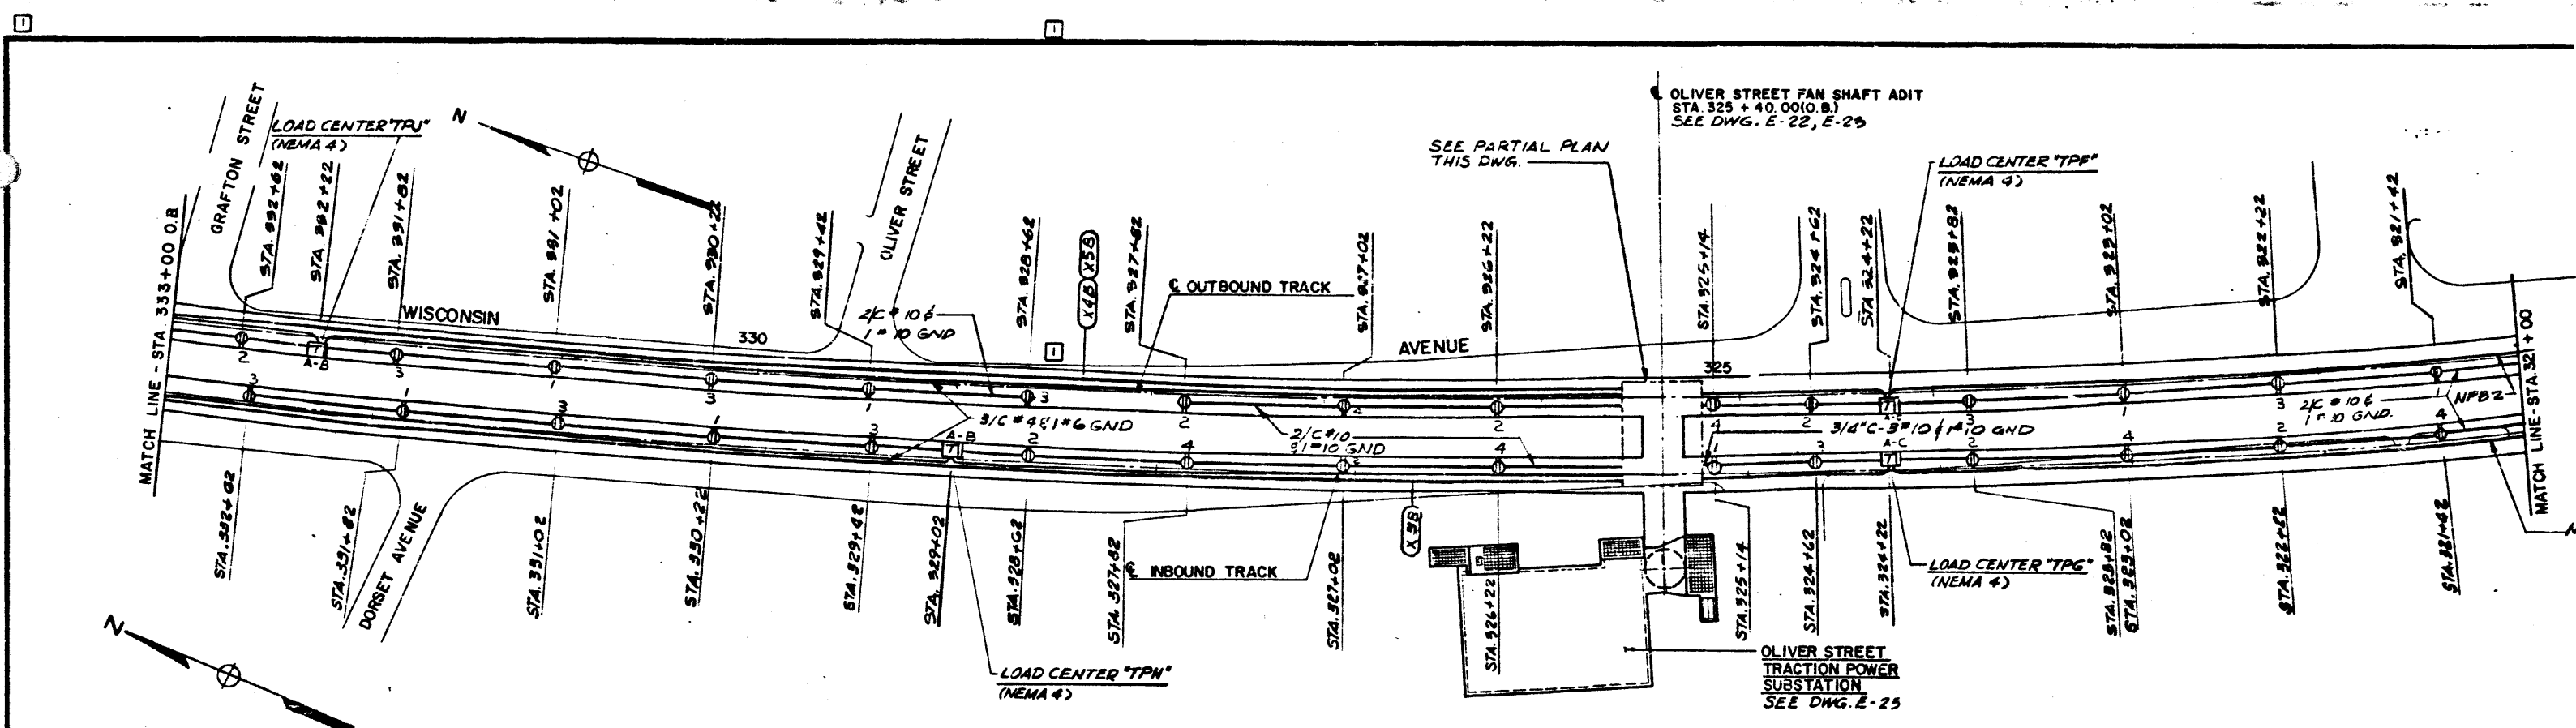 OLIVER STREET FAN SHAFT ADIT
STA. 325 + 40.00(O.B.)
SEE DWG. E-22, E-23
GRAFTON STREET
LOAD CENTER "TPJ"
(NEMA 4)
N
OLIVER STREET
SEE PARTIAL PLAN
THIS DWG.
LOAD CENTER "TPF"
(NEMA 4)
MATCH LINE - STA. 333+00 O.B.
STA. 332+62
STA. 332+22
STA. 331+82
STA. 331+02
STA. 330+22
STA. 329+42
STA. 328+62
X4B
X5B
STA. 327+82
STA. 327+02
STA. 326+22
STA. 325+14
STA. 324+62
STA. 324+22
STA. 323+82
STA. 323+02
STA. 322+22
STA. 321+42
WISCONSIN
330
2/C #10 &
1 #10 GND
℄ OUTBOUND TRACK
AVENUE
325
A-B
3/C #4 & 1 #6 GND
A-B
2/C #10
& 1 #10 GND
3/4"C-3#10 & 1#10 GND
A-C
2/C #10 &
1 #10 GND.
NPB2
MATCH LINE-STA. 321+00
STA. 332+62
STA. 331+82
DORSET AVENUE
STA. 331+02
STA. 330+22
STA. 329+42
STA. 329+02
STA. 328+62
STA. 327+82
℄ INBOUND TRACK
STA. 327+02
X3B
STA. 326+22
STA. 325+14
STA. 324+62
STA. 324+22
LOAD CENTER "TPG"
(NEMA 4)
STA. 323+82
STA. 323+02
STA. 322+22
STA. 321+42
N
LOAD CENTER "TPH"
(NEMA 4)
OLIVER STREET
TRACTION POWER
SUBSTATION
SEE DWG. E-25